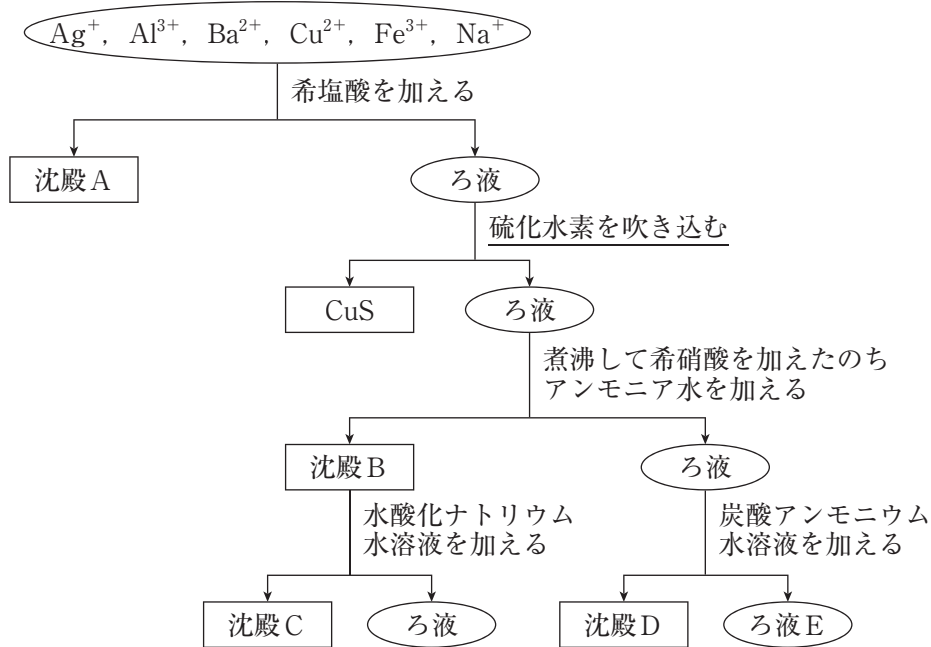 Ag⁺, Al³⁺, Ba²⁺, Cu²⁺, Fe³⁺, Na⁺
希塩酸を加える
沈殿A
ろ液
硫化水素を吹き込む
CuS
ろ液
煮沸して希硝酸を加えたのち
アンモニア水を加える
沈殿B
ろ液
水酸化ナトリウム
水溶液を加える
炭酸アンモニウム
水溶液を加える
沈殿C
ろ液
沈殿D
ろ液E